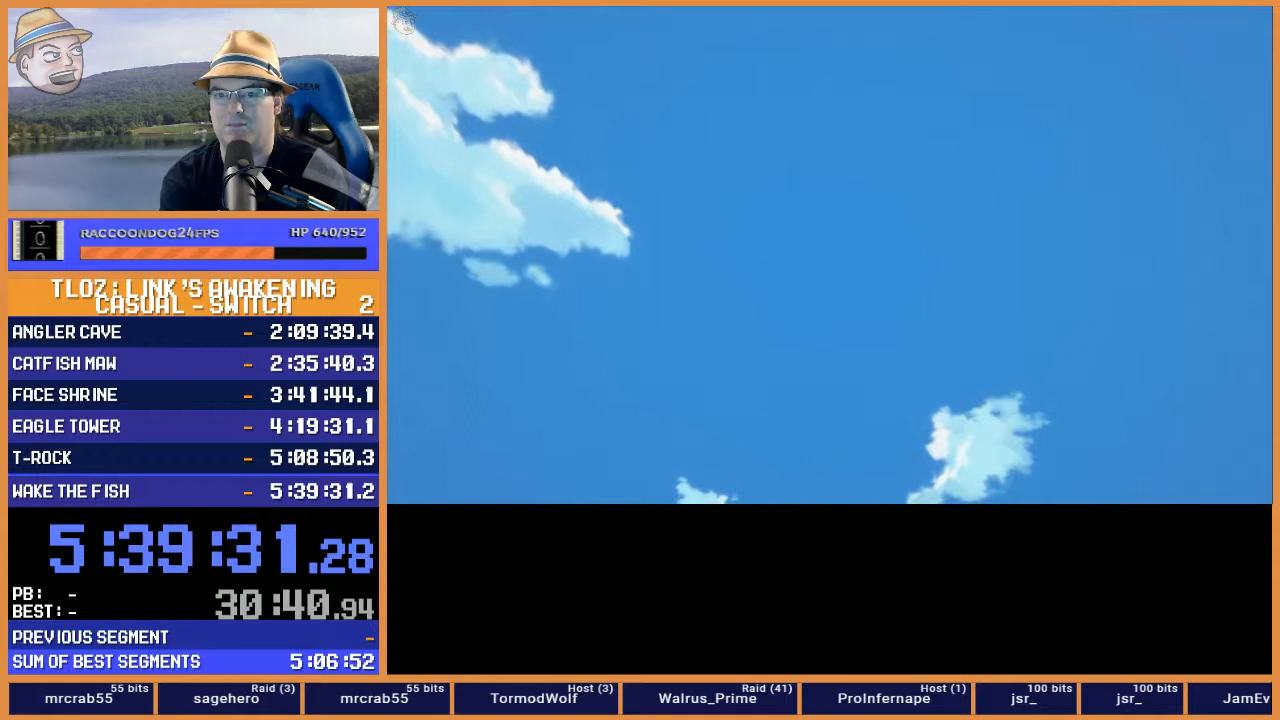 RACCOONDOG24FPS HP 640/952
0
TLOZ: LINK'S AWAKENING
CASUAL - SWITCH 2
ANGLER CAVE - 2:09:39.4
CATFISH MAW - 2:35:40.3
FACE SHRINE - 3:41:44.1
EAGLE TOWER - 4:19:31.1
T-ROCK - 5:08:50.3
WAKE THE FISH - 5:39:31.2
5:39:31.28
PB: -
BEST: - 30:40.94
PREVIOUS SEGMENT -
SUM OF BEST SEGMENTS 5:06:52
55 bits Raid (3) 55 bits Host (3) Raid (41) Host (1) 100 bits 100 bits
mrcrab55 sagehero mrcrab55 TormodWolf Walrus_Prime ProInfernape jsr_ jsr_ JamEv